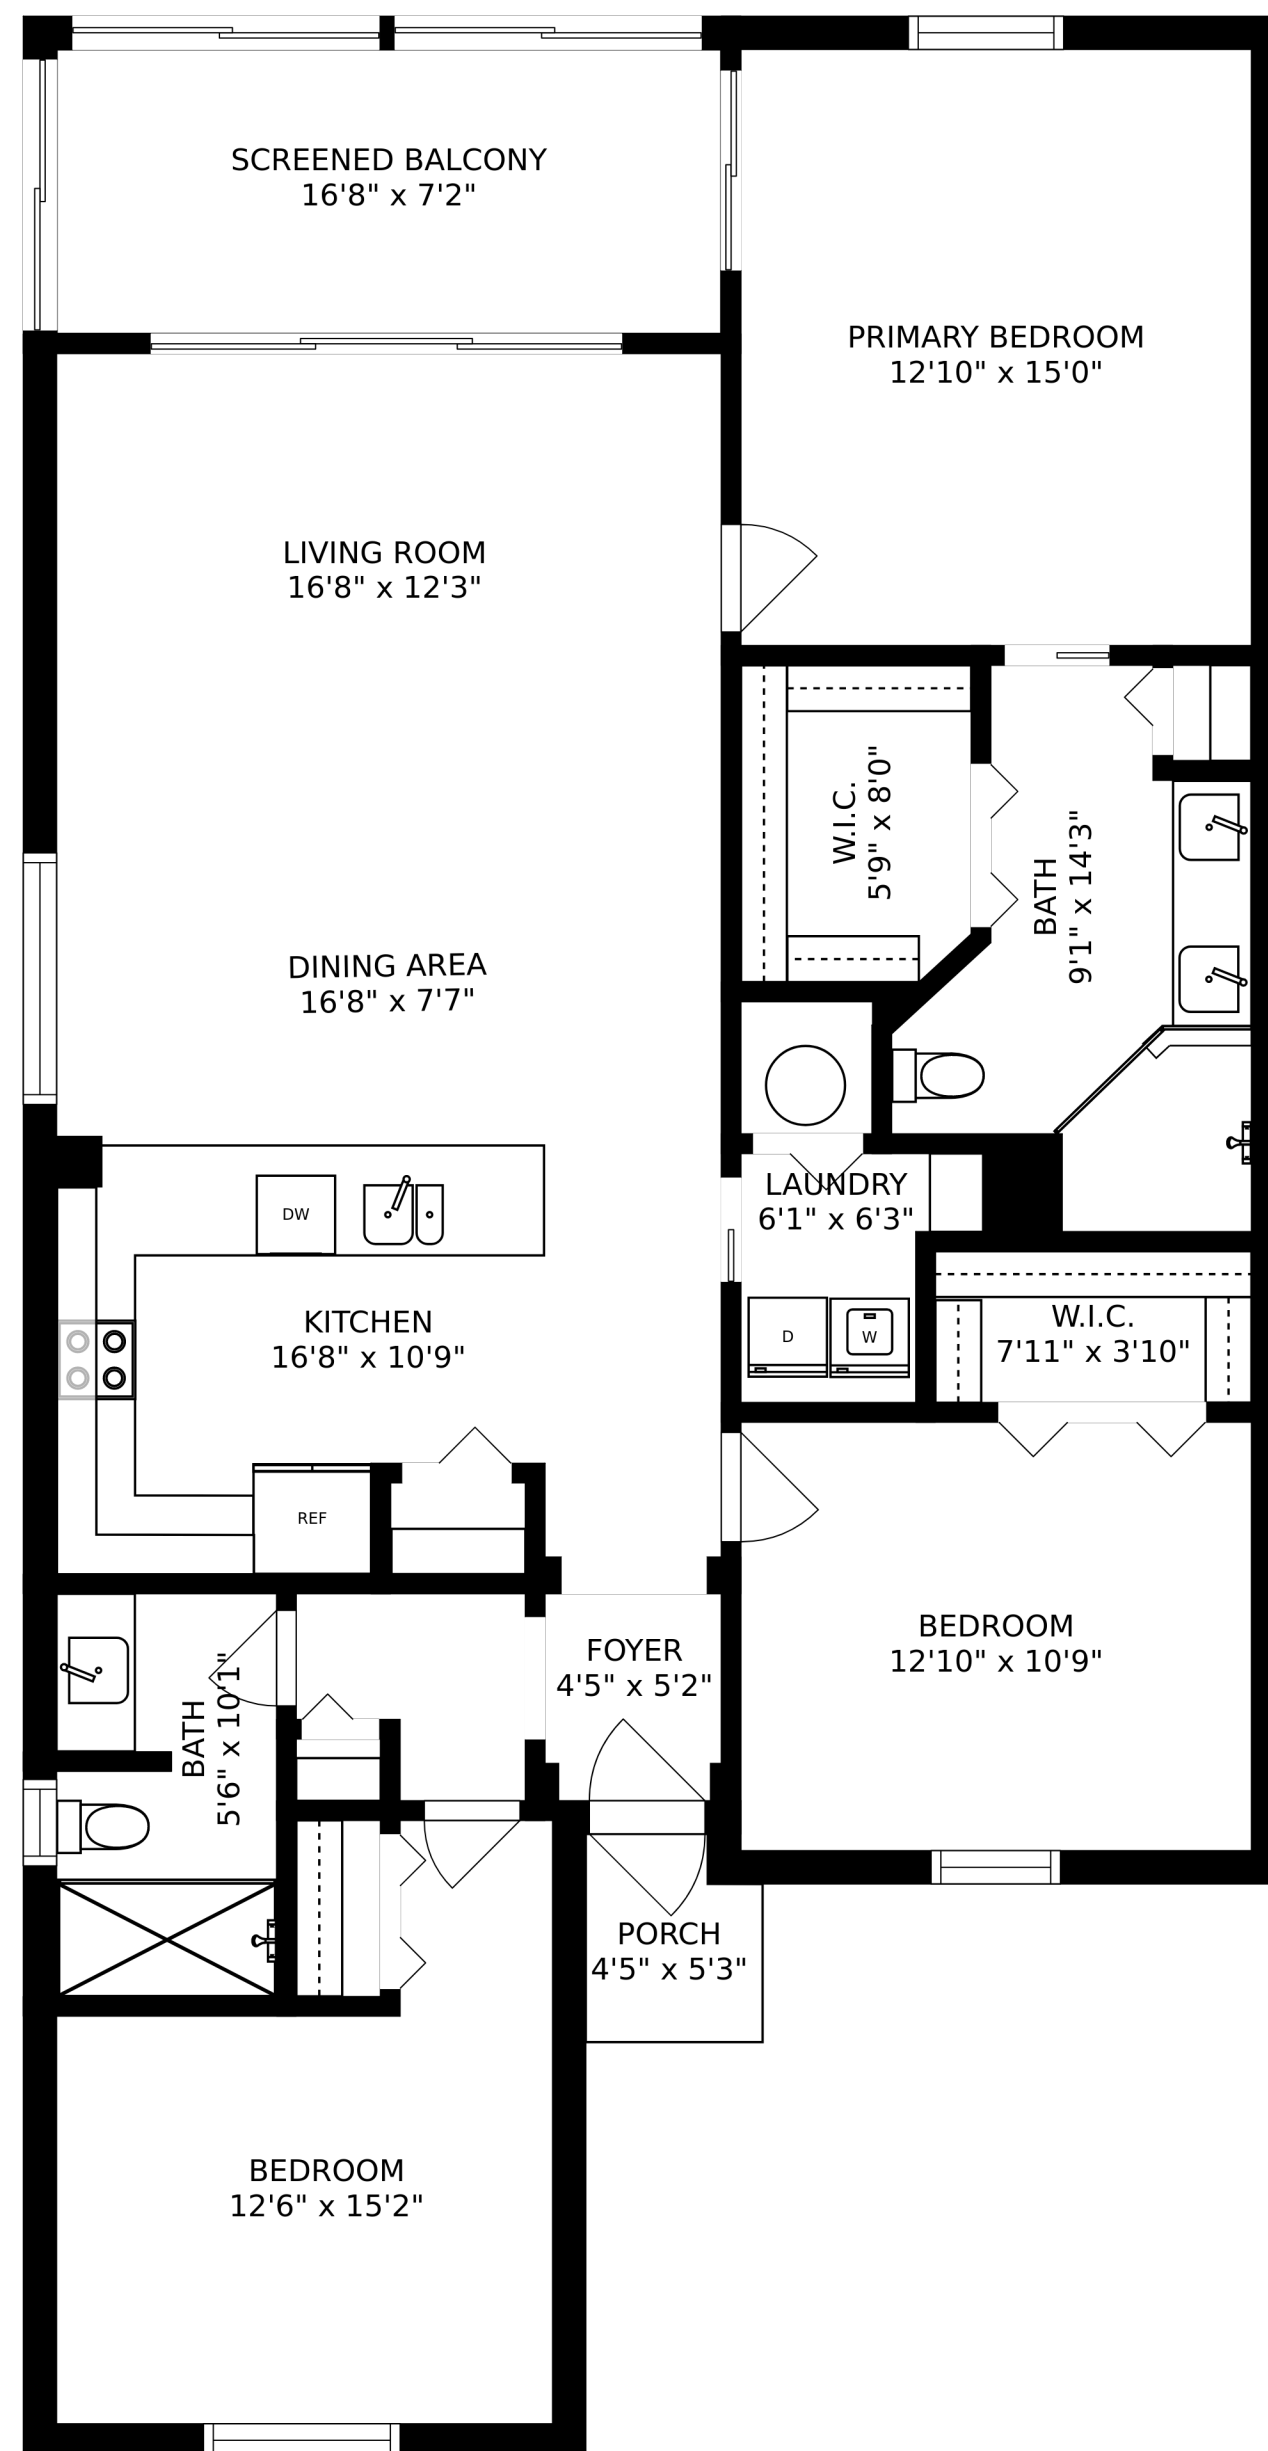 SCREENED BALCONY
16'8" x 7'2"
PRIMARY BEDROOM
12'10" x 15'0"
LIVING ROOM
16'8" x 12'3"
W.I.C.
5'9" x 8'0"
BATH
9'1" x 14'3"
DINING AREA
16'8" x 7'7"
LAUNDRY
6'1" x 6'3"
DW
KITCHEN
16'8" x 10'9"
D
W
W.I.C.
7'11" x 3'10"
REF
BEDROOM
12'10" x 10'9"
FOYER
4'5" x 5'2"
BATH
5'6" x 10'1"
PORCH
4'5" x 5'3"
BEDROOM
12'6" x 15'2"